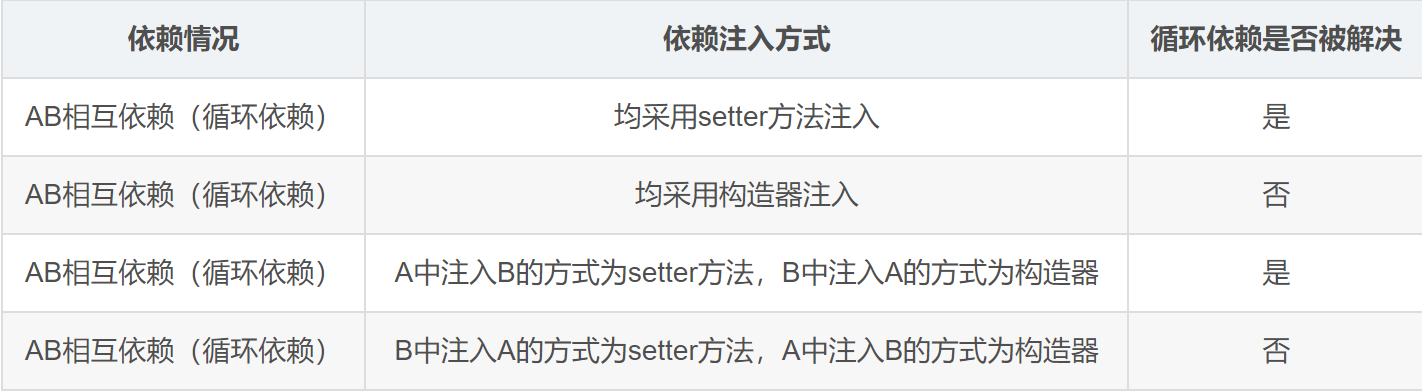 依赖情况 依赖注入方式 循环依赖是否被解决
AB相互依赖（循环依赖） 均采用setter方法注入 是
AB相互依赖（循环依赖） 均采用构造器注入 否
AB相互依赖（循环依赖） A中注入B的方式为setter方法，B中注入A的方式为构造器 是
AB相互依赖（循环依赖） B中注入A的方式为setter方法，A中注入B的方式为构造器 否